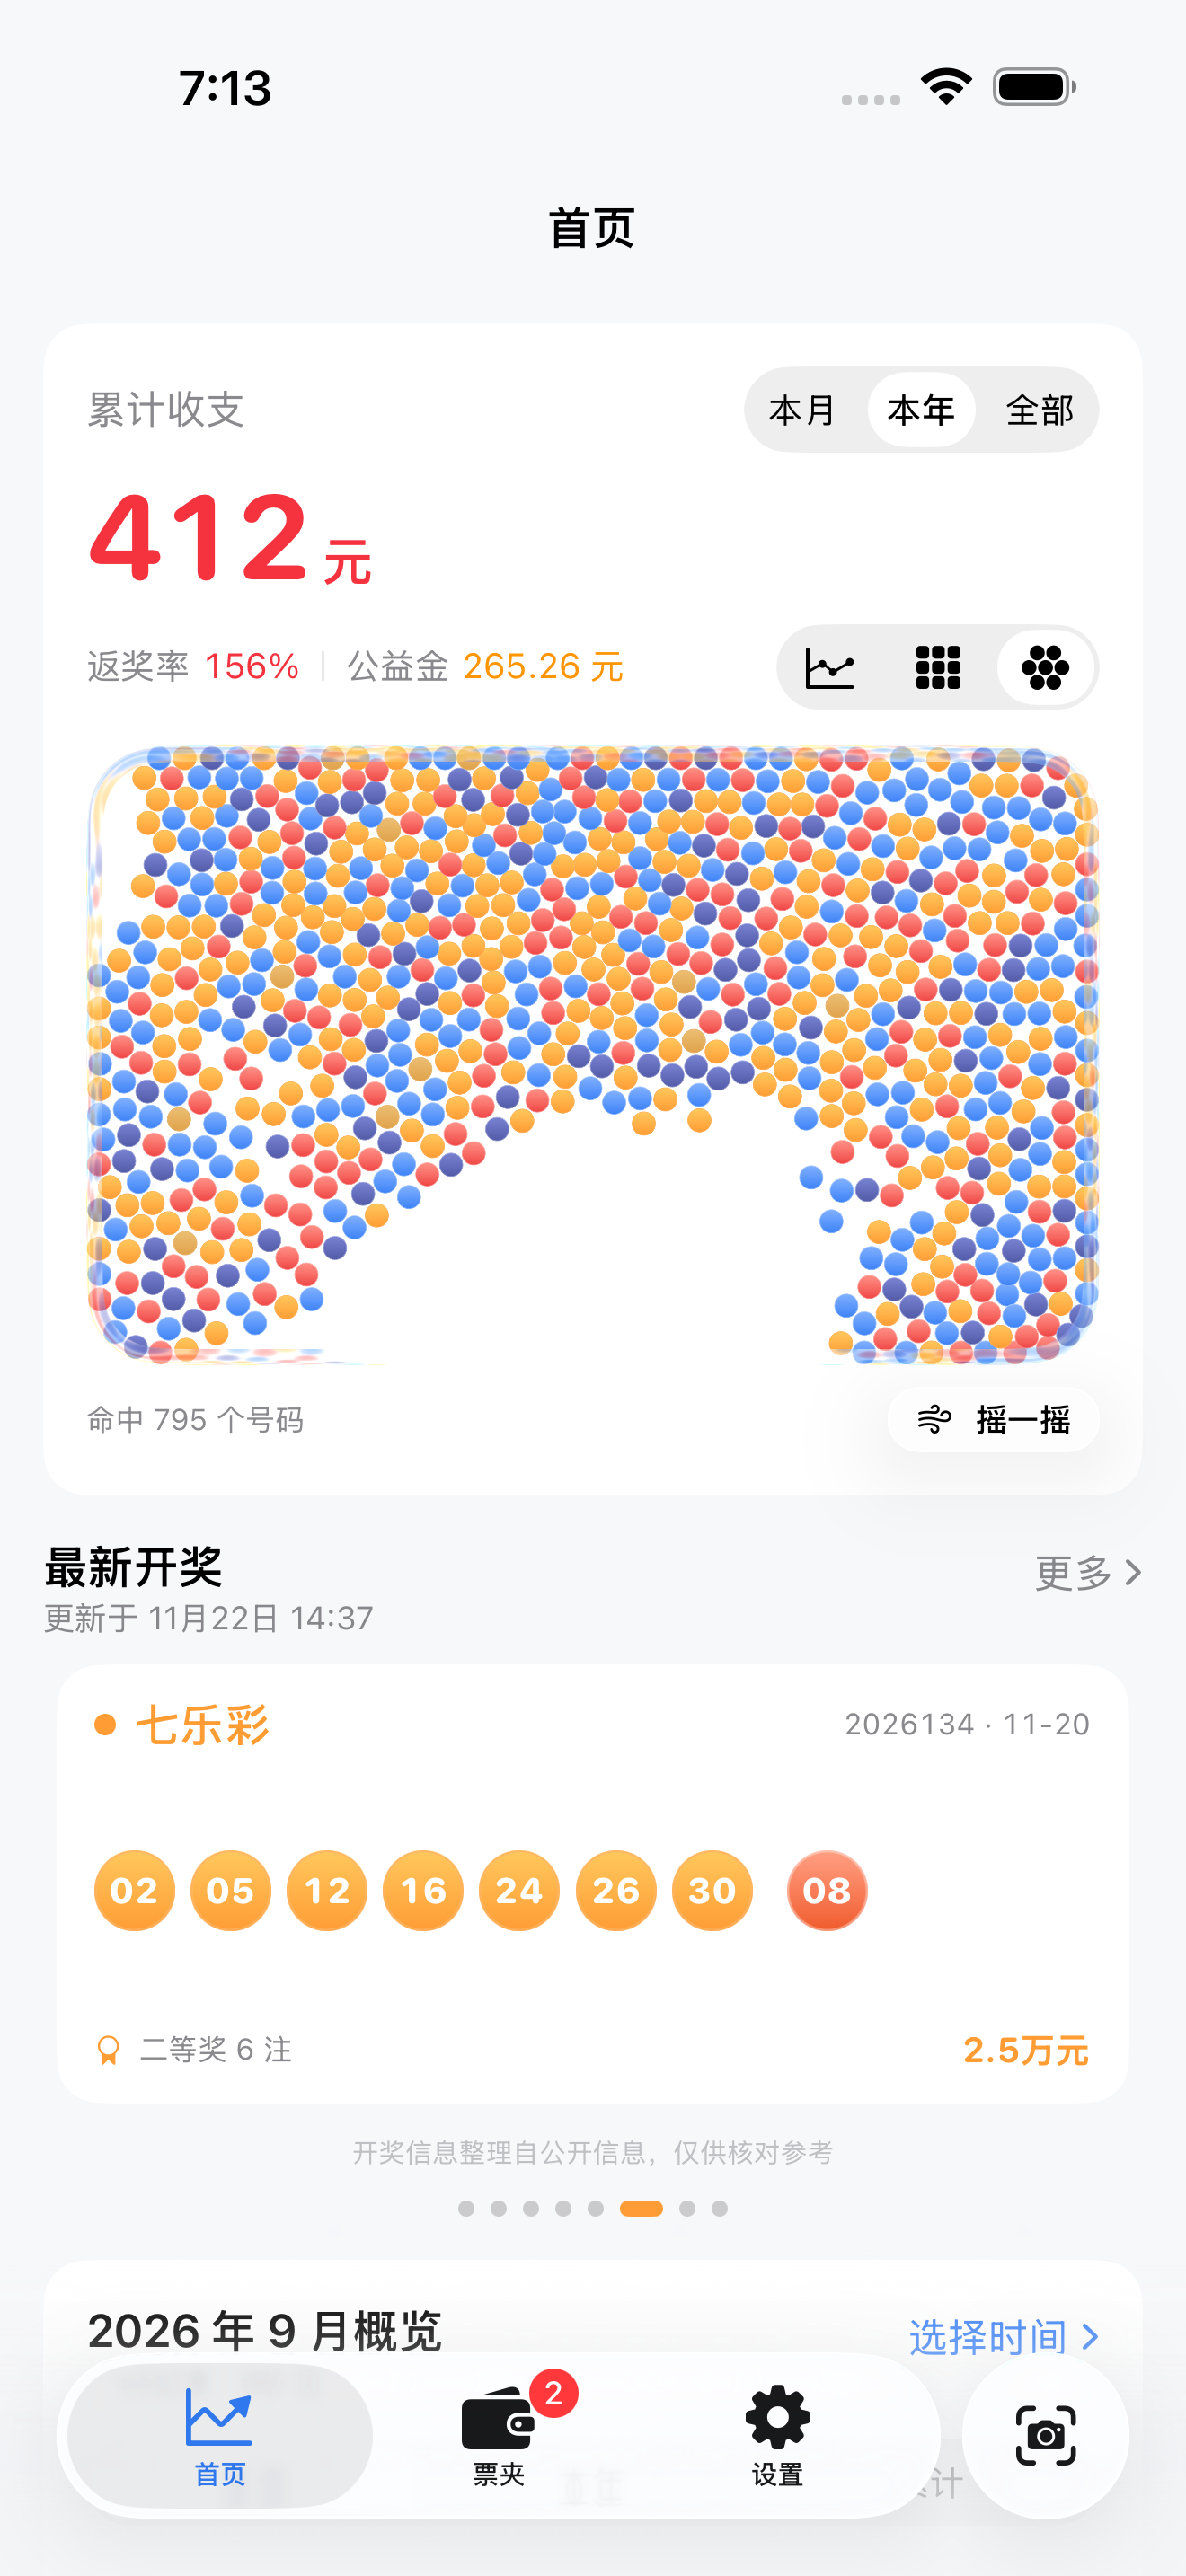 7:13
首页
累计收支
本月 本年 全部
412 元
返奖率 156% 公益金 265.26 元
命中 795 个号码
摇一摇
最新开奖
更多
更新于 11月22日 14:37
七乐彩
2026134 · 11-20
02 05 12 16 24 26 30 08
二等奖 6 注
2.5万元
开奖信息整理自公开信息，仅供核对参考
2026 年 9 月概览
选择时间
2
首页 票夹 设置
计